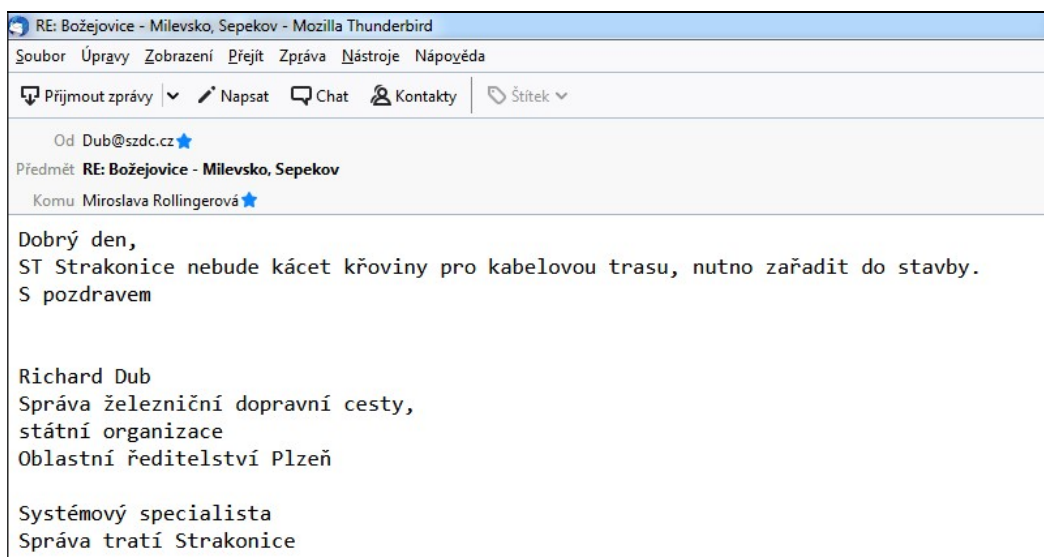 RE: Božejovice - Milevsko, Sepekov - Mozilla Thunderbird
Soubor Úpravy Zobrazení Přejít Zpráva Nástroje Nápověda
Přijmout zprávy Napsat Chat Kontakty Štítek
Od Dub@szdc.cz
Předmět RE: Božejovice - Milevsko, Sepekov
Komu Miroslava Rollingerová
Dobrý den,
ST Strakonice nebude kácet křoviny pro kabelovou trasu, nutno zařadit do stavby.
S pozdravem
Richard Dub
Správa železniční dopravní cesty,
státní organizace
Oblastní ředitelství Plzeň
Systémový specialista
Správa tratí Strakonice